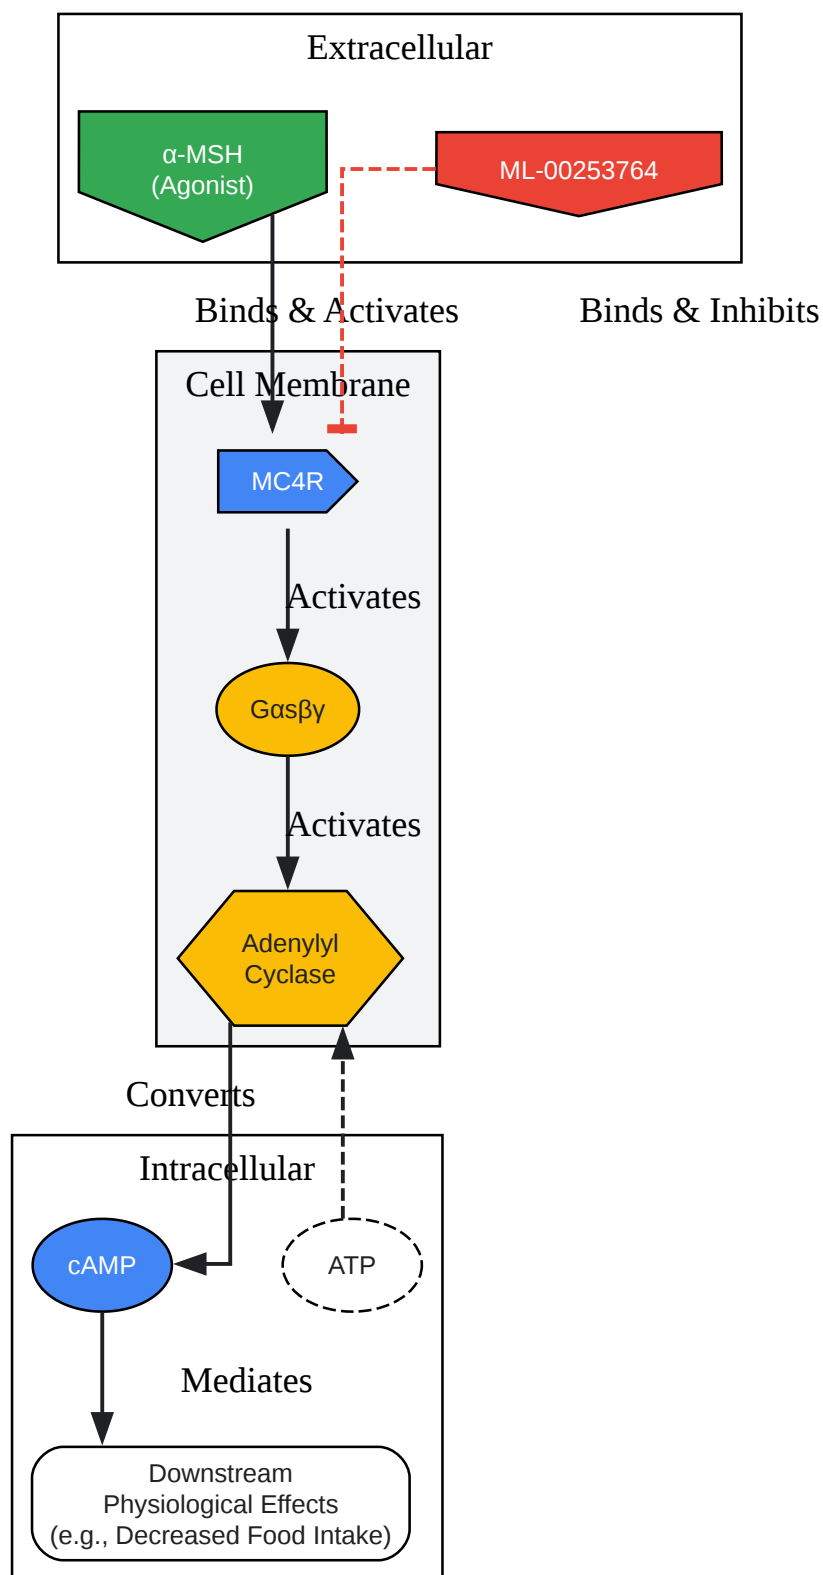 Extracellular
α-MSH
(Agonist)
ML-00253764
Binds & Activates
Binds & Inhibits
Cell Membrane
MC4R
Activates
Gαsβγ
Activates
Adenylyl
Cyclase
Converts
Intracellular
cAMP
ATP
Mediates
Downstream
Physiological Effects
(e.g., Decreased Food Intake)